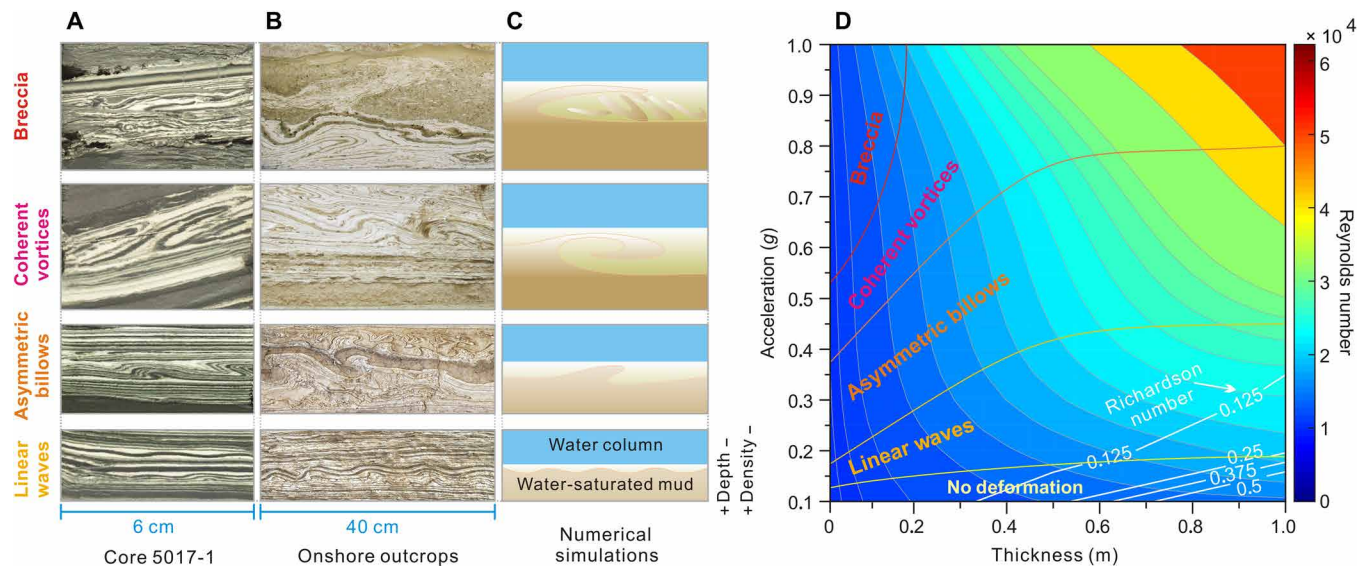 A
B
C
D
Breccia
Coherent
vortices
Asymmetric
billows
Linear
waves
Water column
Water-saturated mud
+ Depth –
+ Density –
6 cm
40 cm
Core 5017-1
Onshore outcrops
Numerical
simulations
Acceleration (g)
1.0
0.9
0.8
0.7
0.6
0.5
0.4
0.3
0.2
0.1
Breccia
Coherent vortices
Asymmetric billows
Linear waves
No deformation
Richardson
number
0.125
0.125
0.25
0.375
0.5
0
0.2
0.4
0.6
0.8
1.0
Thickness (m)
× 10 4
6
5
4
3
2
1
0
Reynolds number